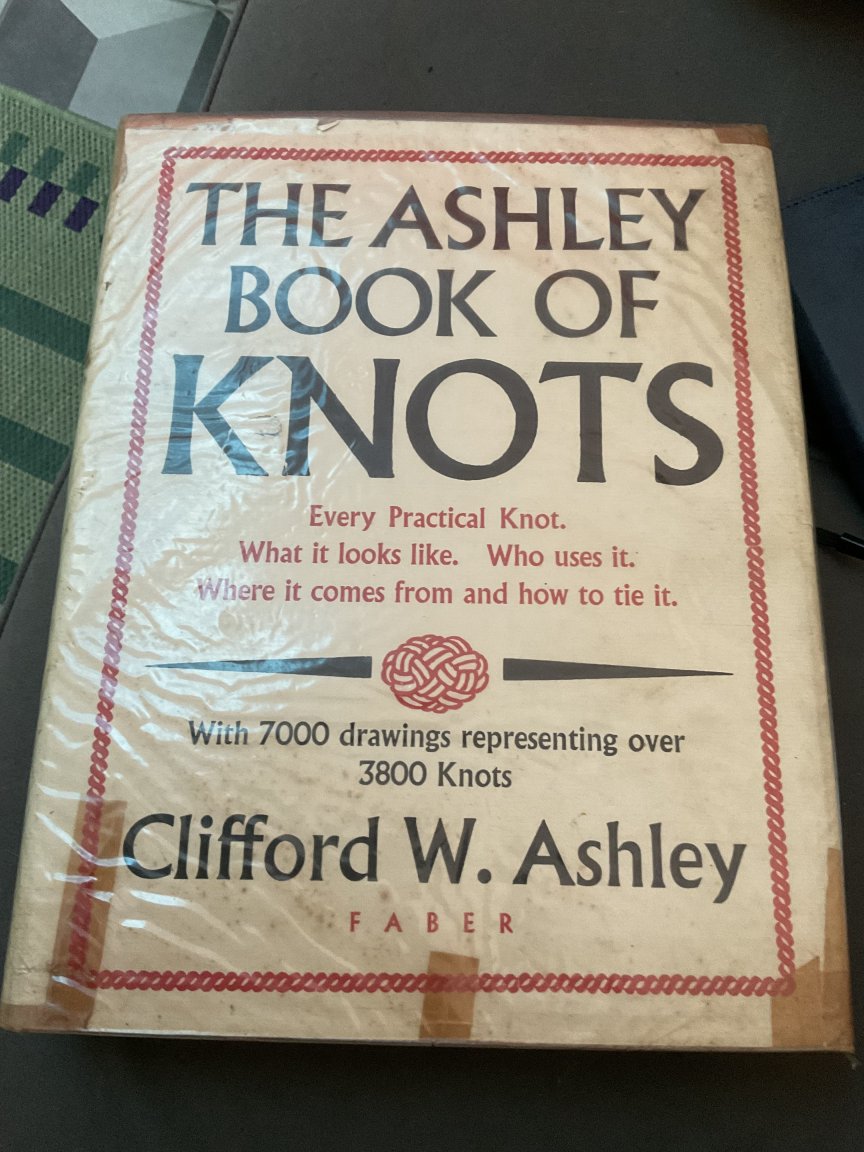 THE ASHLEY
BOOK OF
KNOTS
Every Practical Knot.
What it looks like. Who uses it.
Where it comes from and how to tie it.
With 7000 drawings representing over
3800 Knots
Clifford W. Ashley
FABER